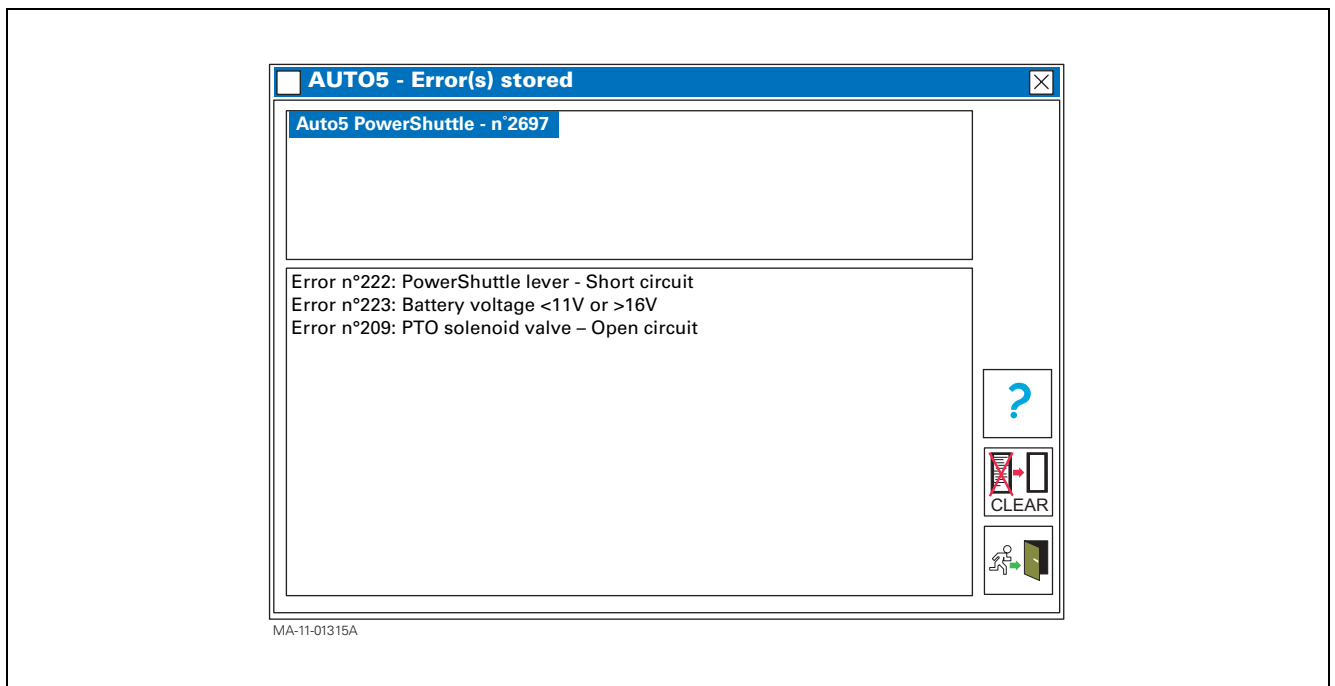 AUTO5 - Error(s) stored
Auto5 PowerShuttle - n°2697
Error n°222: PowerShuttle lever - Short circuit
Error n°223: Battery voltage <11V or >16V
Error n°209: PTO solenoid valve – Open circuit
?
CLEAR
MA-11-01315A